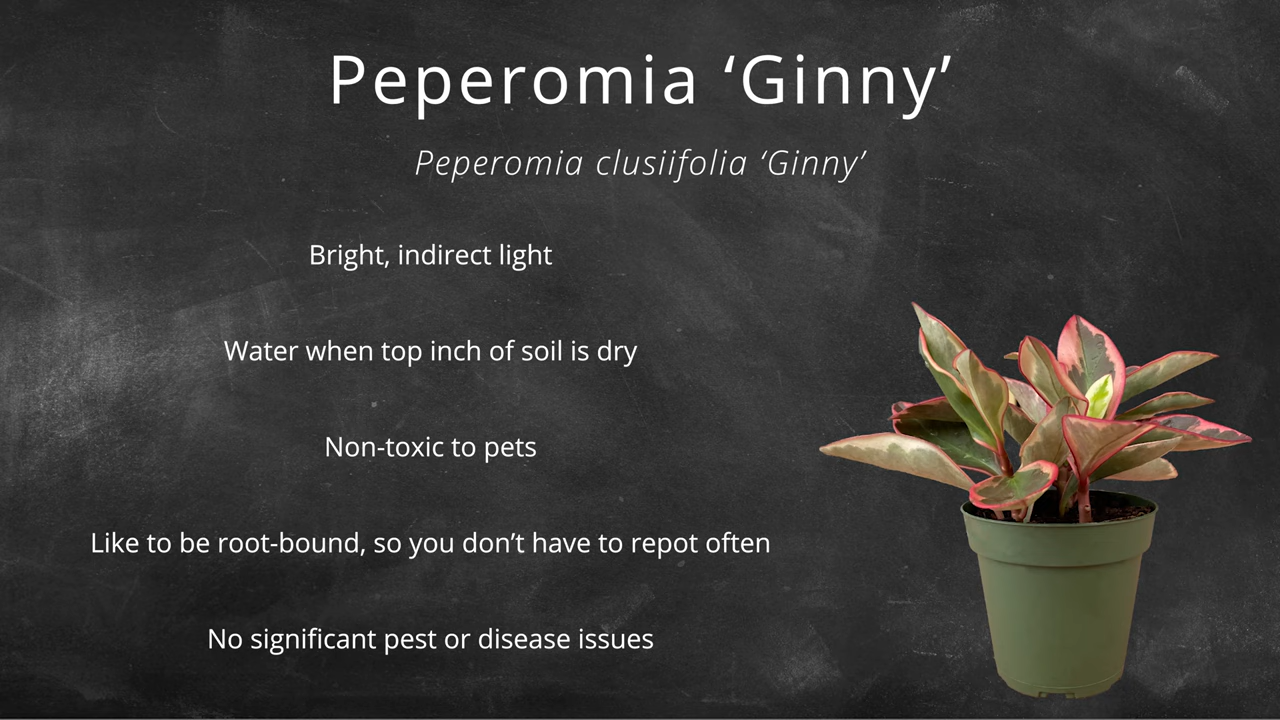 Peperomia ‘Ginny’
Peperomia clusiifolia ‘Ginny’
Bright, indirect light
Water when top inch of soil is dry
Non-toxic to pets
Like to be root-bound, so you don’t have to repot often
No significant pest or disease issues